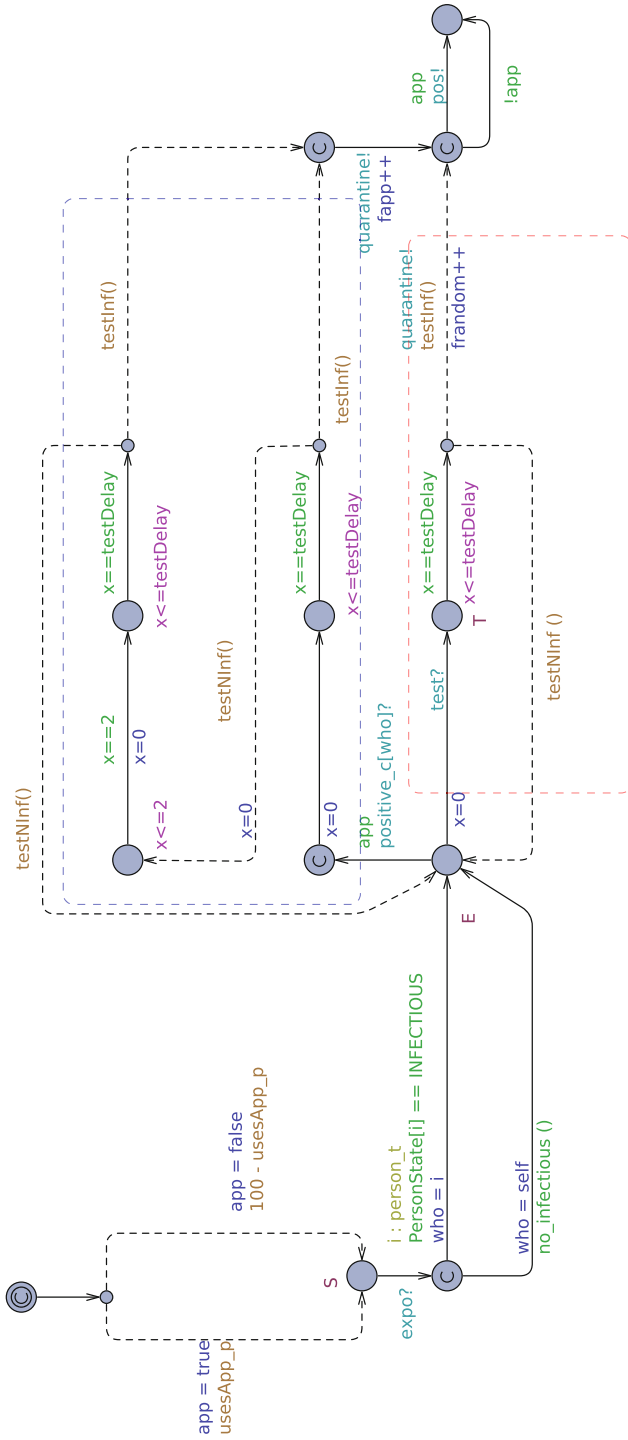 C
app = true
usesApp_p
app = false
100 - usesApp_p
S
expo?
C
i : person_t
PersonState[i] == INFECTIOUS
who = i
who = self
no_infectious ()
E
testNInf()
x<=2
x==2
x=0
x<=testDelay
x==testDelay
testInf()
x=0
testNInf()
C
x=0
app
positive_c[who]?
x<=testDelay
x==testDelay
testInf()
x=0
test?
T
x<=testDelay
x==testDelay
testNInf ()
quarantine!
testInf()
frandom++
C
quarantine!
fapp++
C
app
pos!
!app